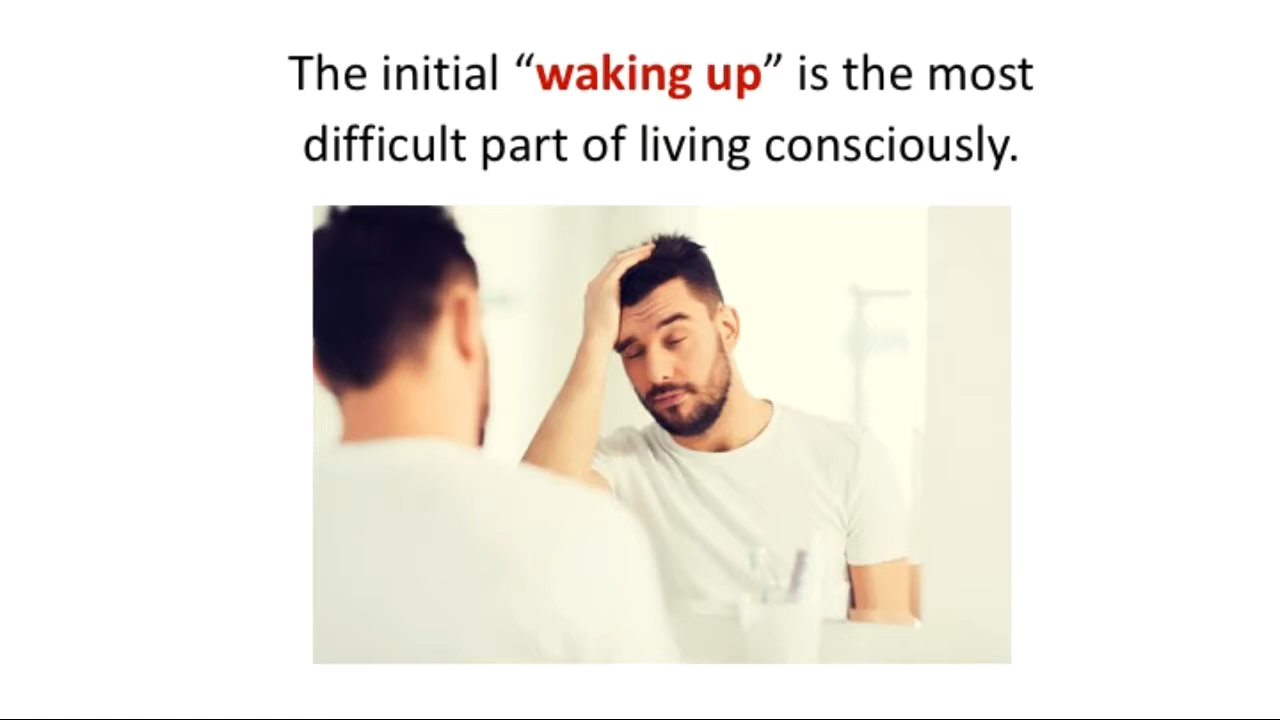 The initial “waking up” is the most
difficult part of living consciously.